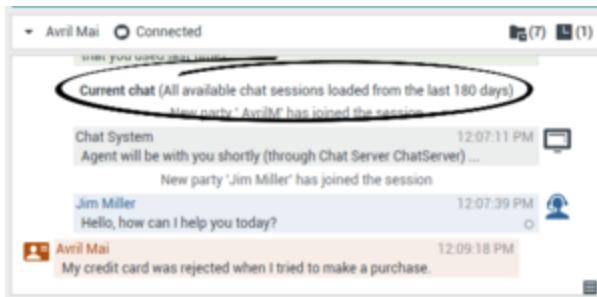 Avril Mai Connected (7) (1)
that you used last time?
Current chat (All available chat sessions loaded from the last 180 days)
New party ' AvrilM' has joined the session
Chat System 12:07:11 PM
Agent will be with you shortly (through Chat Server ChatServer) ...
New party 'Jim Miller' has joined the session
Jim Miller 12:07:39 PM
Hello, how can I help you today?
Avril Mai 12:09:18 PM
My credit card was rejected when I tried to make a purchase.